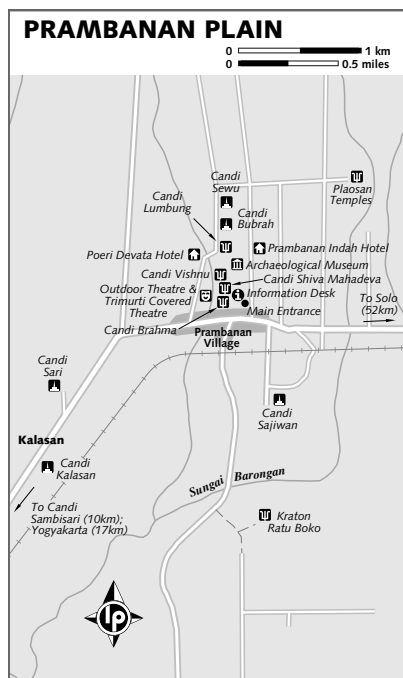 PRAMBANAN PLAIN
0 1 km
0 0.5 miles
Candi
Sewu
Plaosan
Temples
Candi
Lumbung
Candi
Bubrah
Poeri Devata Hotel
Prambanan Indah Hotel
Archaeological Museum
Candi Vishnu
Candi Shiva Mahadeva
Outdoor Theatre &
Trimurti Covered
Theatre
Information Desk
Main Entrance
To Solo
(52km)
Candi Brahma
Prambanan
Village
Candi
Sari
Candi
Sajiwan
Kalasan
Candi
Kalasan
Sungai Barongan
To Candi
Sambisari (10km);
Yogyakarta (17km)
Kraton
Ratu Boko
lp